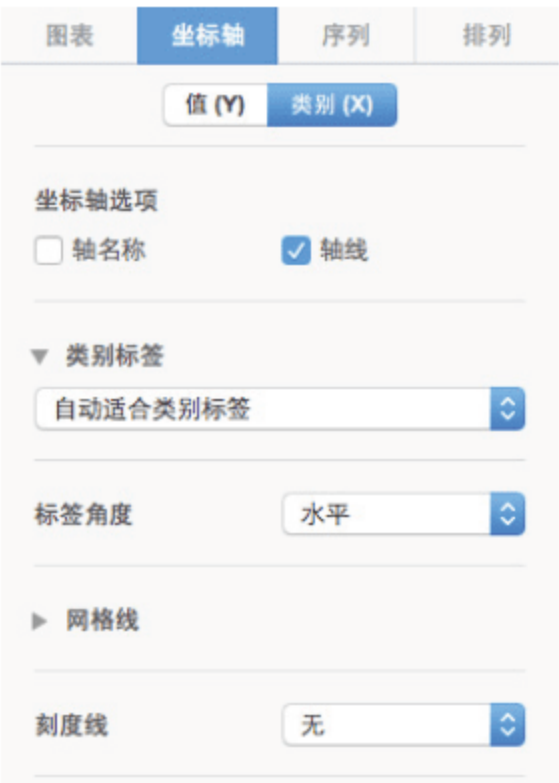 图表 坐标轴 序列 排列
值 (Y) 类别 (X)
坐标轴选项
轴名称 轴线
类别标签
自动适合类别标签
标签角度 水平
网格线
刻度线 无